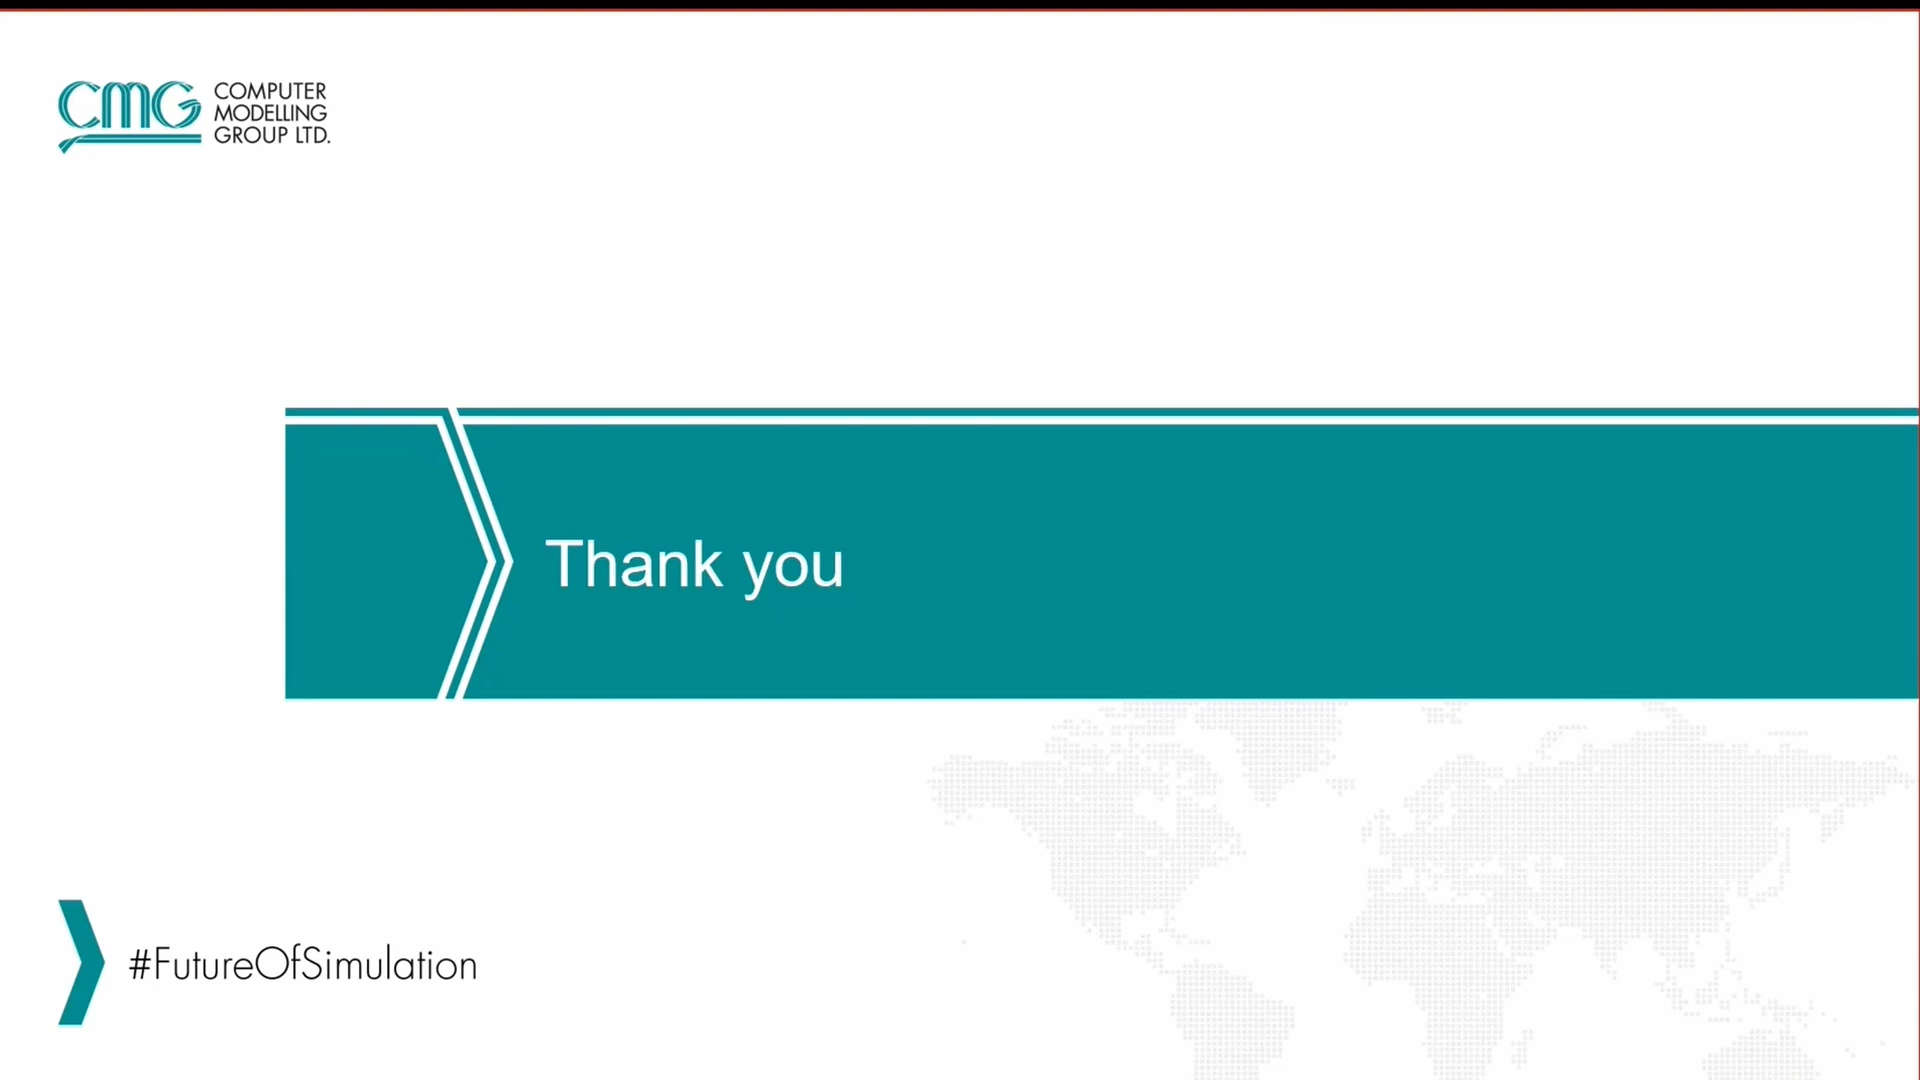 CMG
COMPUTER
MODELLING
GROUP LTD.
Thank you
#FutureOfSimulation